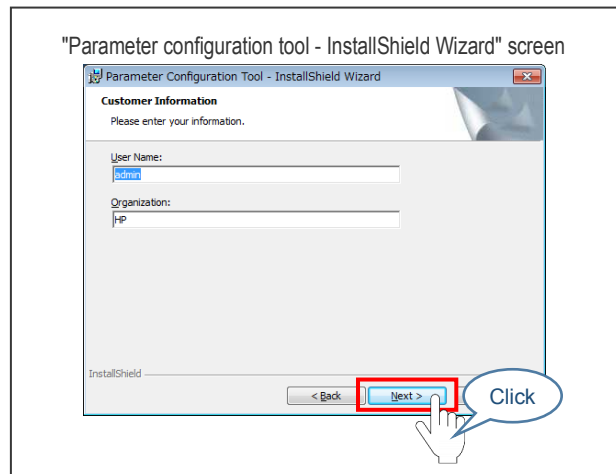 "Parameter configuration tool - InstallShield Wizard" screen
Parameter Configuration Tool - InstallShield Wizard
Customer Information
Please enter your information.
User Name:
admin
Organization:
HP
InstallShield
< Back
Next >
Click